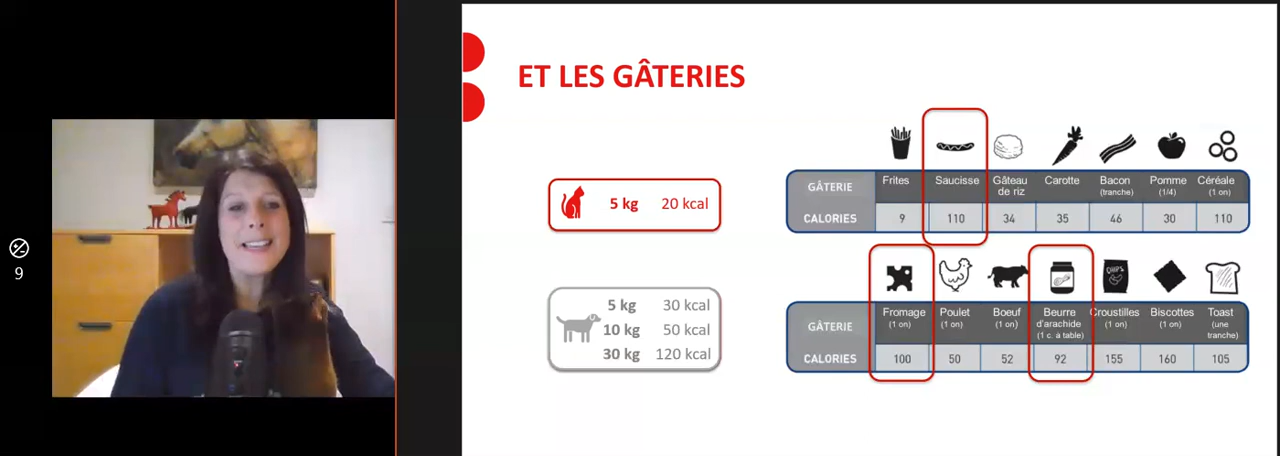 ET LES GÂTERIES
9
5 kg 20 kcal
5 kg 30 kcal
10 kg 50 kcal
30 kg 120 kcal
GÂTERIE Frites Saucisse Gâteau de riz Carotte Bacon (tranche) Pomme (1/4) Céréale (1 on)
CALORIES 9 110 34 35 46 30 110
CHIPS
GÂTERIE Fromage (1 on) Poulet (1 on) Boeuf (1 on) Beurre d'arachide (1 c. à table) Croustilles (1 on) Biscottes (1 on) Toast (une tranche)
CALORIES 100 50 52 92 155 160 105